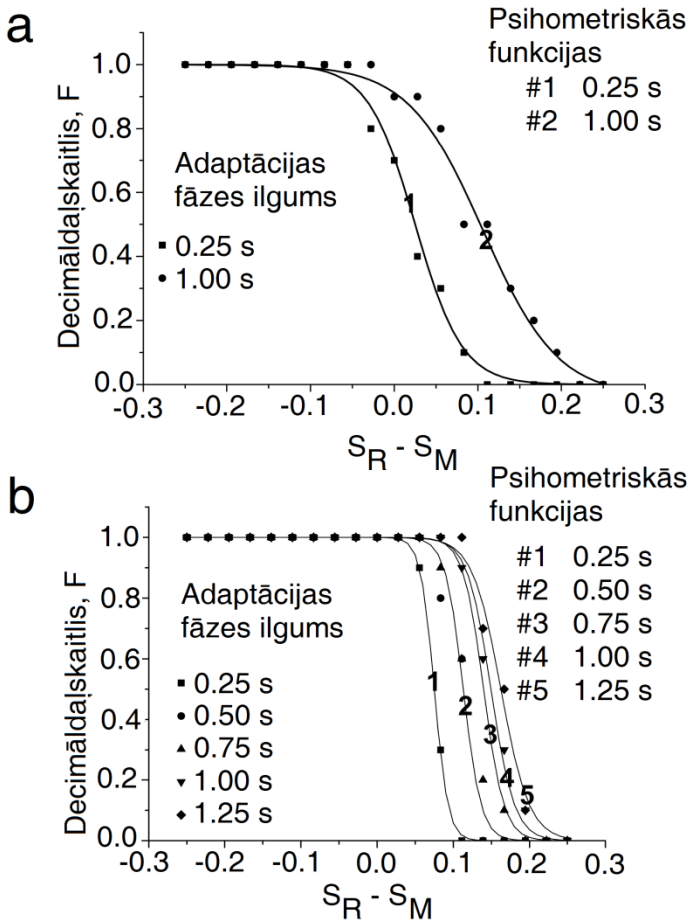 a
Psihometriskās
funkcijas
#1 0.25 s
#2 1.00 s
Decimāldaļskaitlis, F
1.0
0.8
0.6
0.4
0.2
0.0
Adaptācijas
fāzes ilgums
0.25 s
1.00 s
1
2
-0.3 -0.2 -0.1 0.0 0.1 0.2 0.3
S_R - S_M
b
Psihometriskās
funkcijas
#1 0.25 s
#2 0.50 s
#3 0.75 s
#4 1.00 s
#5 1.25 s
Decimāldaļskaitlis, F
1.0
0.8
0.6
0.4
0.2
0.0
Adaptācijas
fāzes ilgums
0.25 s
0.50 s
0.75 s
1.00 s
1.25 s
1
2
3
4
5
-0.3 -0.2 -0.1 0.0 0.1 0.2 0.3
S_R - S_M